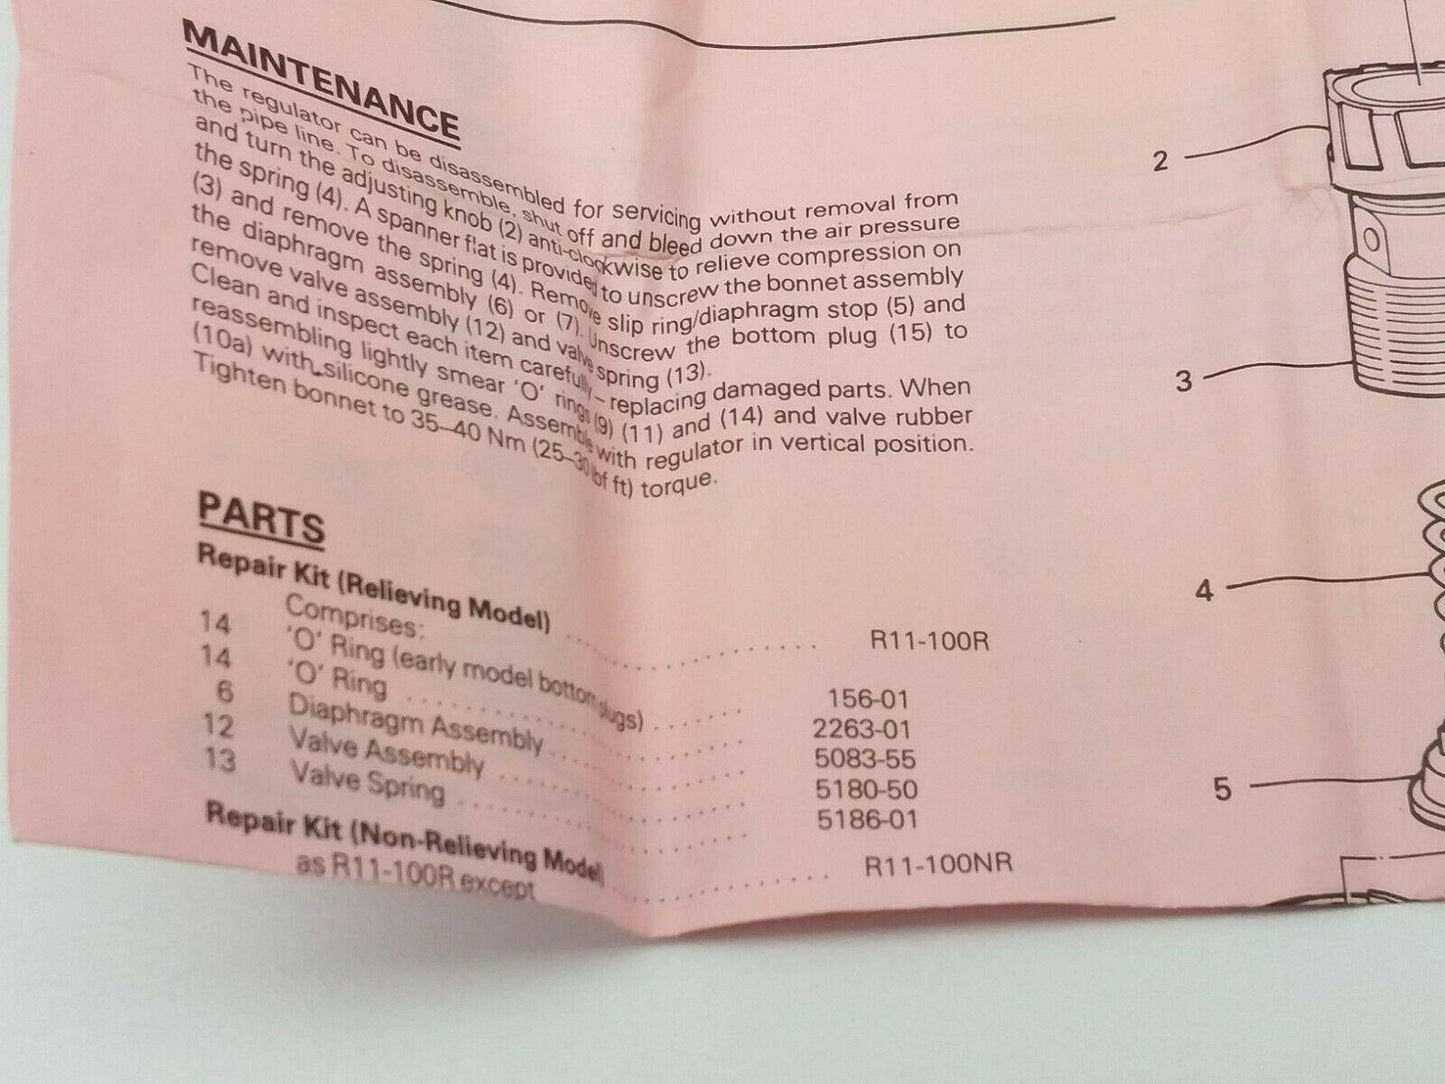 MAINTENANCE
The regulator can be disassembled for servicing without removal from
the pipe line. To disassemble, shut off and bleed down the air pressure
and turn the adjusting knob (2) anti-clockwise to relieve compression on
the spring (4). A spanner flat is provided to unscrew the bonnet assembly
(3) and remove the spring (4). Remove slip ring/diaphragm stop (5) and
the diaphragm assembly (6) or (7). Unscrew the bottom plug (15) to
remove valve assembly (12) and valve spring (13).
Clean and inspect each item carefully – replacing damaged parts. When
reassembling lightly smear 'O' rings (9) (11) and (14) and valve rubber
(10a) with silicone grease. Assemble with regulator in vertical position.
Tighten bonnet to 35–40 Nm (25–30 lbf ft) torque.
PARTS
Repair Kit (Relieving Model) .................... R11-100R
Comprises:
14 'O' Ring (early model bottom plugs) ....... 156-01
14 'O' Ring .................... 2263-01
6 Diaphragm Assembly .............. 5083-55
12 Valve Assembly .................. 5180-50
13 Valve Spring .................... 5186-01
Repair Kit (Non-Relieving Model ............... R11-100NR
as R11-100R except
2
3
4
5